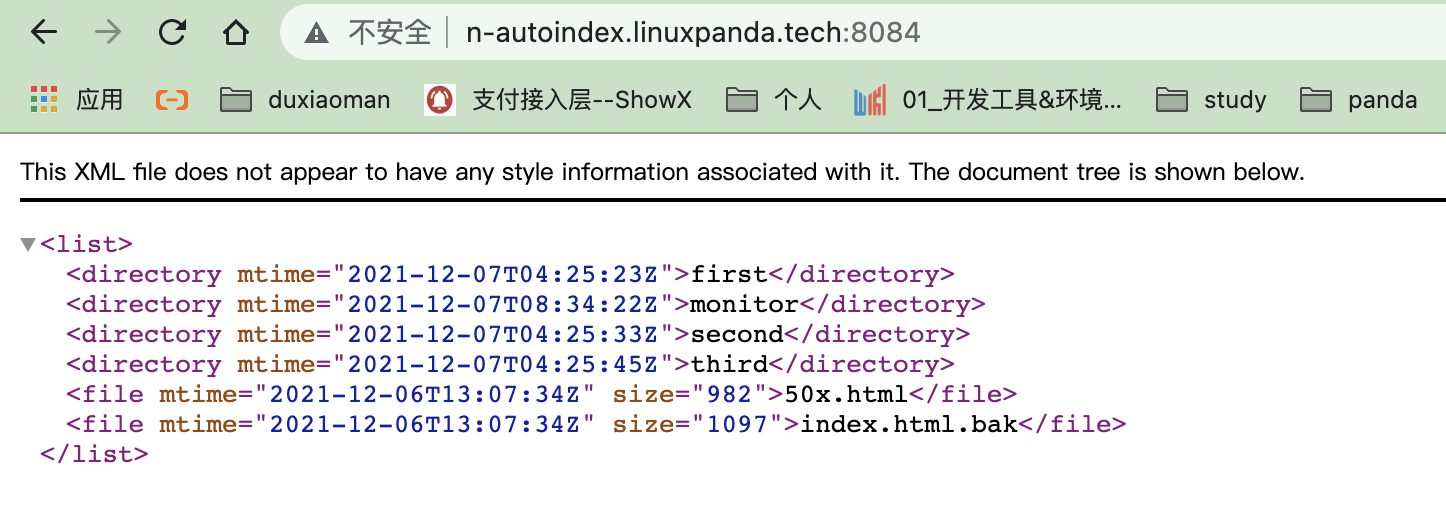 不安全 n-autoindex.linuxpanda.tech:8084
应用 duxiaoman 支付接入层--ShowX 个人 01_开发工具&环境... study panda
This XML file does not appear to have any style information associated with it. The document tree is shown below.
<list>
<directory mtime="2021-12-07T04:25:23Z">first</directory>
<directory mtime="2021-12-07T08:34:22Z">monitor</directory>
<directory mtime="2021-12-07T04:25:33Z">second</directory>
<directory mtime="2021-12-07T04:25:45Z">third</directory>
<file mtime="2021-12-06T13:07:34Z" size="982">50x.html</file>
<file mtime="2021-12-06T13:07:34Z" size="1097">index.html.bak</file>
</list>